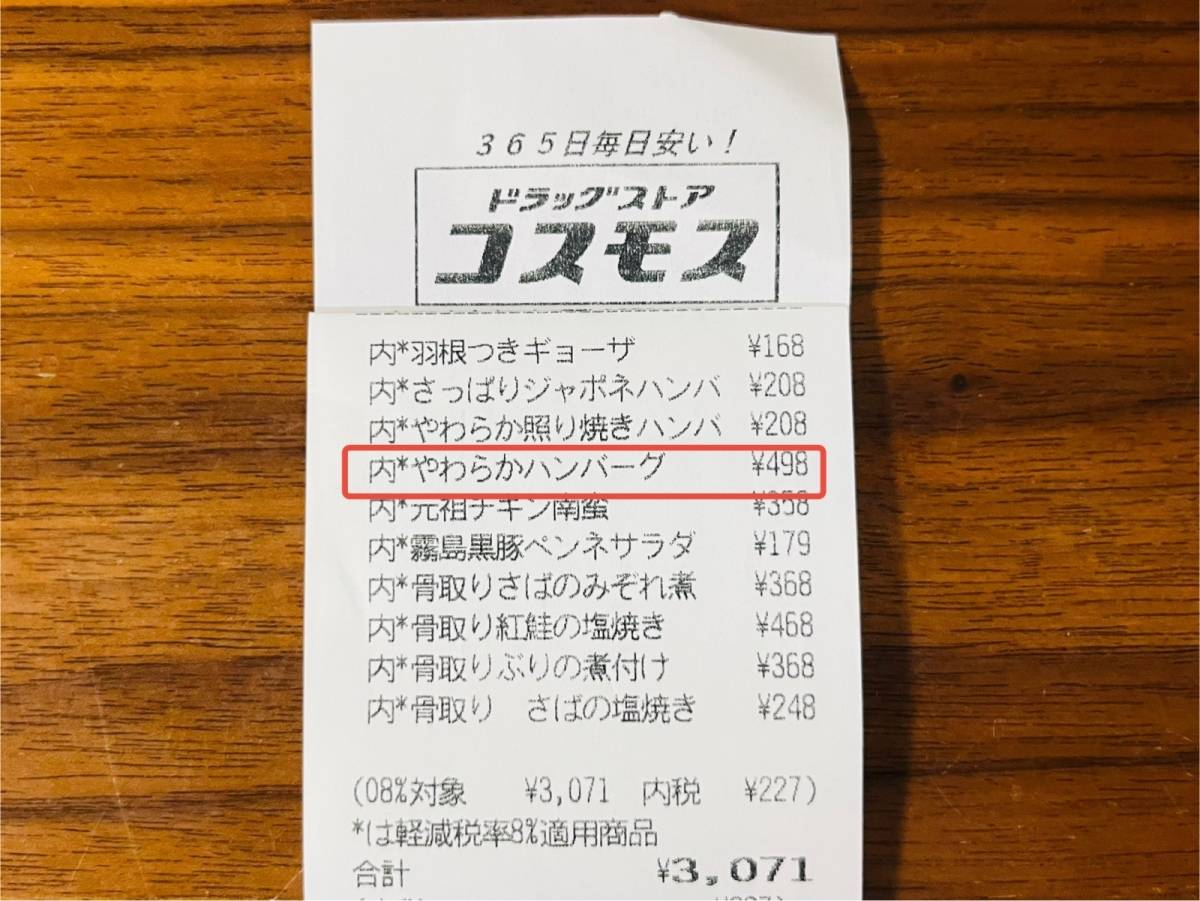 365日毎日安い！
ドラッグストア
コスモス
内*羽根つきギョーザ ¥168
内*さっぱりジャポネハンバ ¥208
内*やわらか照り焼きハンバ ¥208
内*やわらかハンバーグ ¥498
内*元祖チキン南蛮 ¥358
内*霧島黒豚ペンネサラダ ¥179
内*骨取りさばのみぞれ煮 ¥368
内*骨取り紅鮭の塩焼き ¥468
内*骨取りぶりの煮付け ¥368
内*骨取り　さばの塩焼き ¥248
(08%対象 ¥3,071 内税 ¥227)
*は軽減税率8%適用商品
合計 ¥3,071